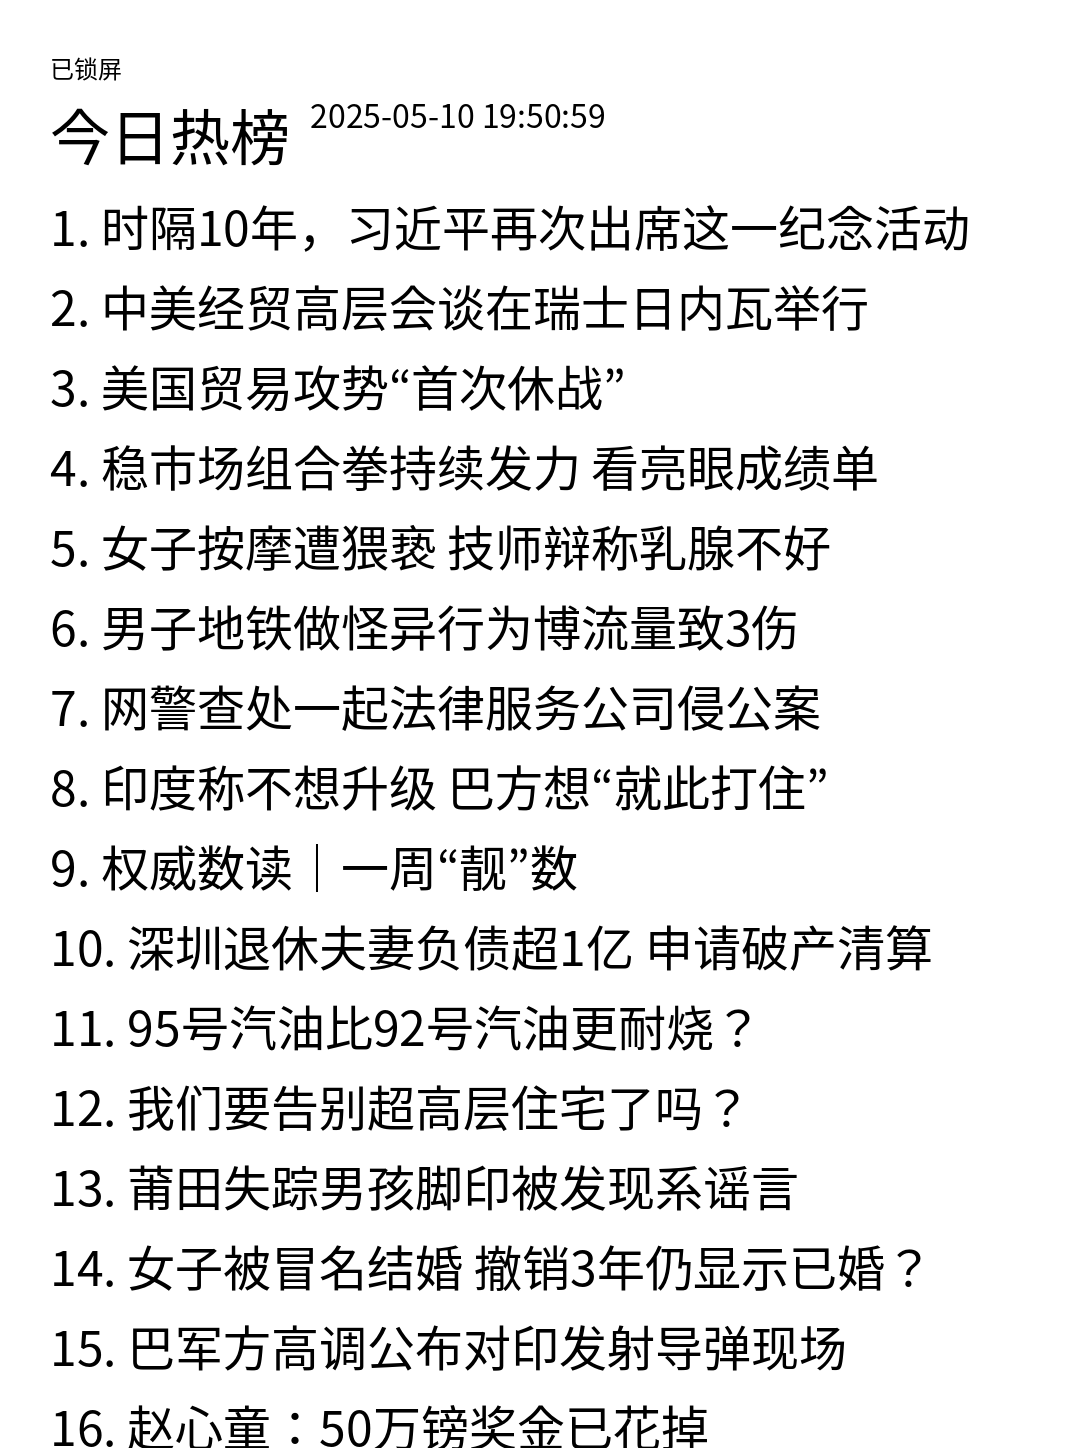 已锁屏
今日热榜 2025-05-10 19:50:59
1. 时隔10年，习近平再次出席这一纪念活动
2. 中美经贸高层会谈在瑞士日内瓦举行
3. 美国贸易攻势“首次休战”
4. 稳市场组合拳持续发力 看亮眼成绩单
5. 女子按摩遭猥亵 技师辩称乳腺不好
6. 男子地铁做怪异行为博流量致3伤
7. 网警查处一起法律服务公司侵公案
8. 印度称不想升级 巴方想“就此打住”
9. 权威数读｜一周“靓”数
10. 深圳退休夫妻负债超1亿 申请破产清算
11. 95号汽油比92号汽油更耐烧？
12. 我们要告别超高层住宅了吗？
13. 莆田失踪男孩脚印被发现系谣言
14. 女子被冒名结婚 撤销3年仍显示已婚？
15. 巴军方高调公布对印发射导弹现场
16. 赵心童：50万镑奖金已花掉